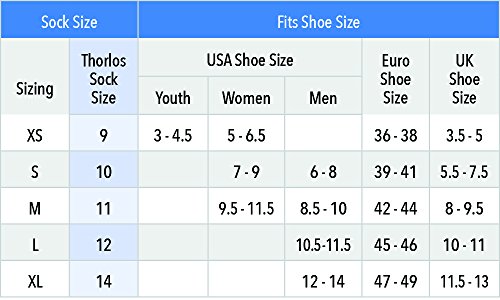 Sock Size Fits Shoe Size
Sizing Thorlos Sock Size USA Shoe Size Euro Shoe Size UK Shoe Size
Youth Women Men
XS 9 3 - 4.5 5 - 6.5 36 - 38 3.5 - 5
S 10 7 - 9 6 - 8 39 - 41 5.5 - 7.5
M 11 9.5 - 11.5 8.5 - 10 42 - 44 8 - 9.5
L 12 10.5-11.5 45 - 46 10 - 11
XL 14 12 - 14 47 - 49 11.5 - 13